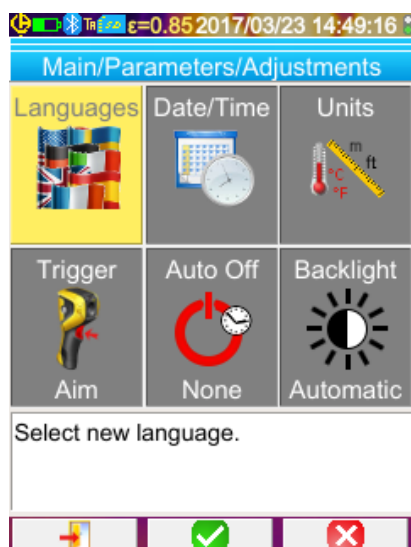 ε=0.85 2017/03/23 14:49:16
Main/Parameters/Adjustments
Languages Date/Time Units
m
ft
°C
°F
Trigger Auto Off Backlight
Aim None Automatic
Select new language.